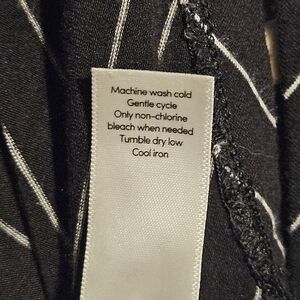 Machine wash cold
Gentle cycle
Only non-chlorine
bleach when needed
Tumble dry low
Cool iron